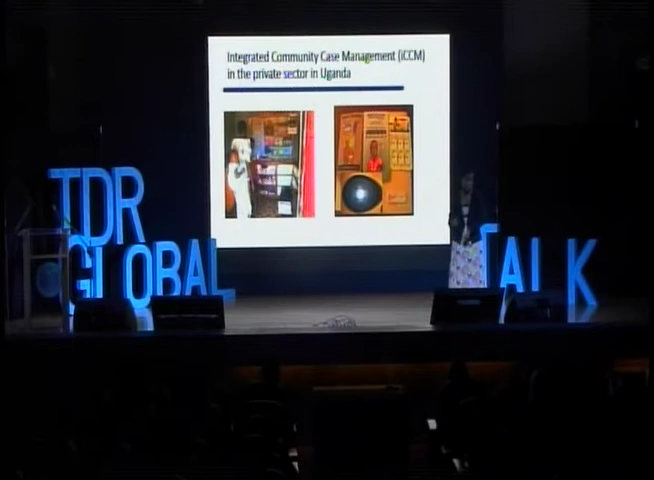 Integrated Community Case Management (iCCM)
in the private sector in Uganda
TDR
GLOBAL
TALK